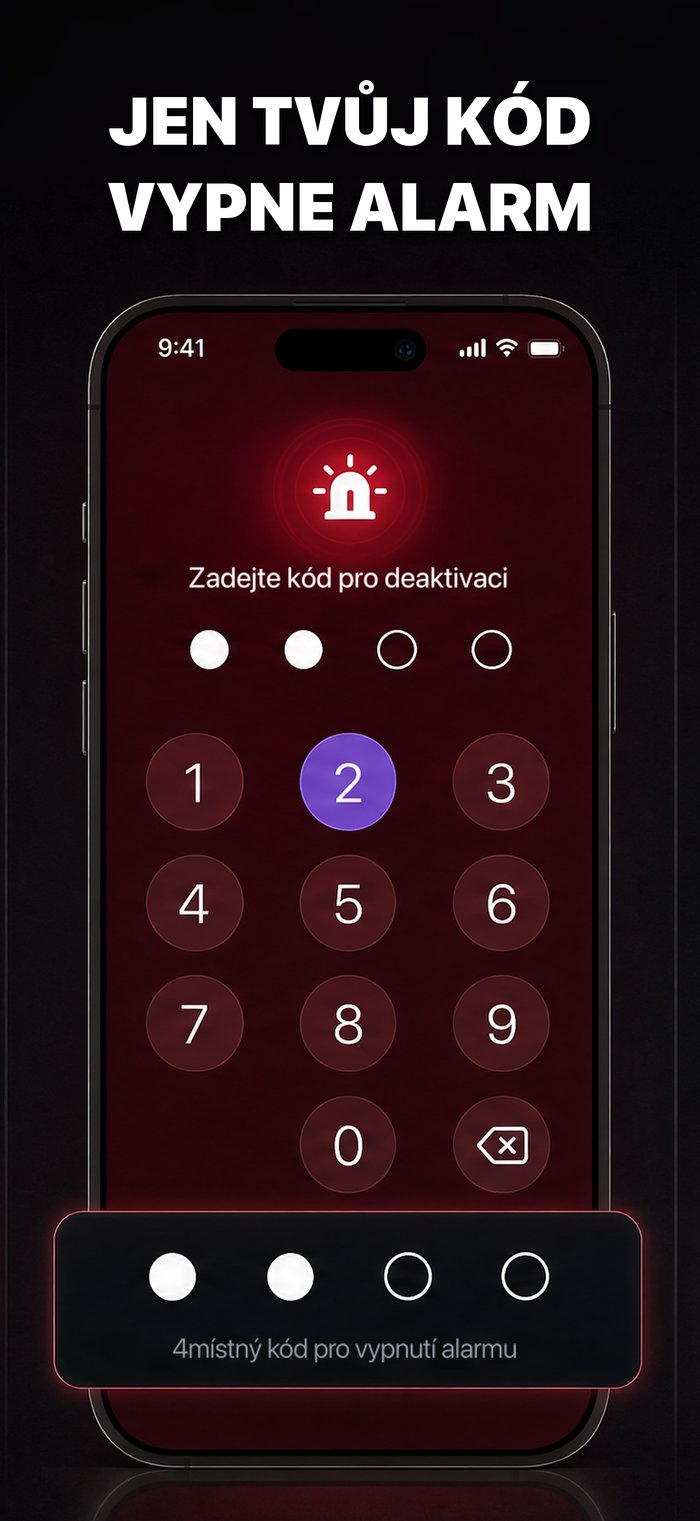 JEN TVŮJ KÓD
VYPNE ALARM
9:41
Zadejte kód pro deaktivaci
1 2 3
4 5 6
7 8 9
0
4místný kód pro vypnutí alarmu